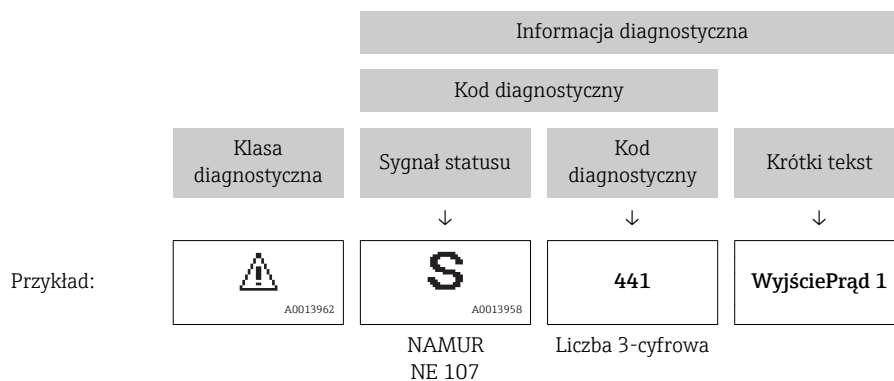 Informacja diagnostyczna
Kod diagnostyczny
Klasa
diagnostyczna
Sygnał statusu
Kod
diagnostyczny
Krótki tekst
↓ ↓ ↓
Przykład:
A0013962
S
A0013958
441
WyjściePrąd 1
NAMUR
NE 107
Liczba 3-cyfrowa